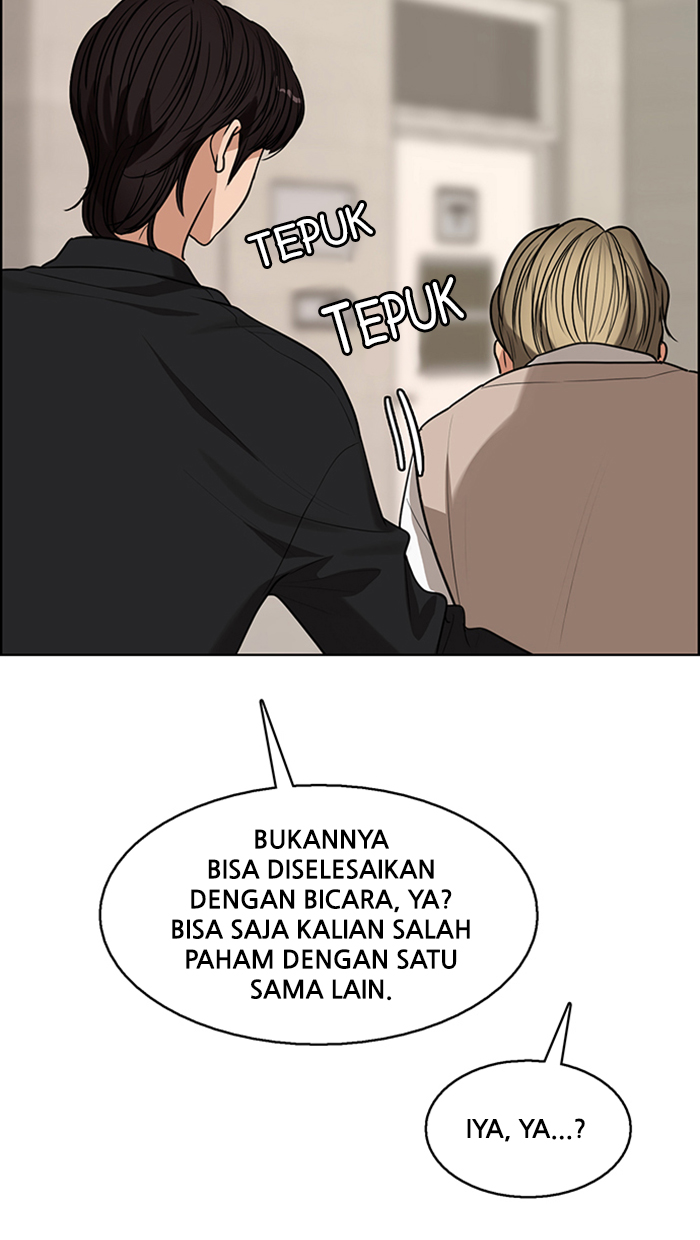 TEPUK
TEPUK
BUKANNYA
BISA DISELESAIKAN
DENGAN BICARA, YA?
BISA SAJA KALIAN SALAH
PAHAM DENGAN SATU
SAMA LAIN.
IYA, YA...?